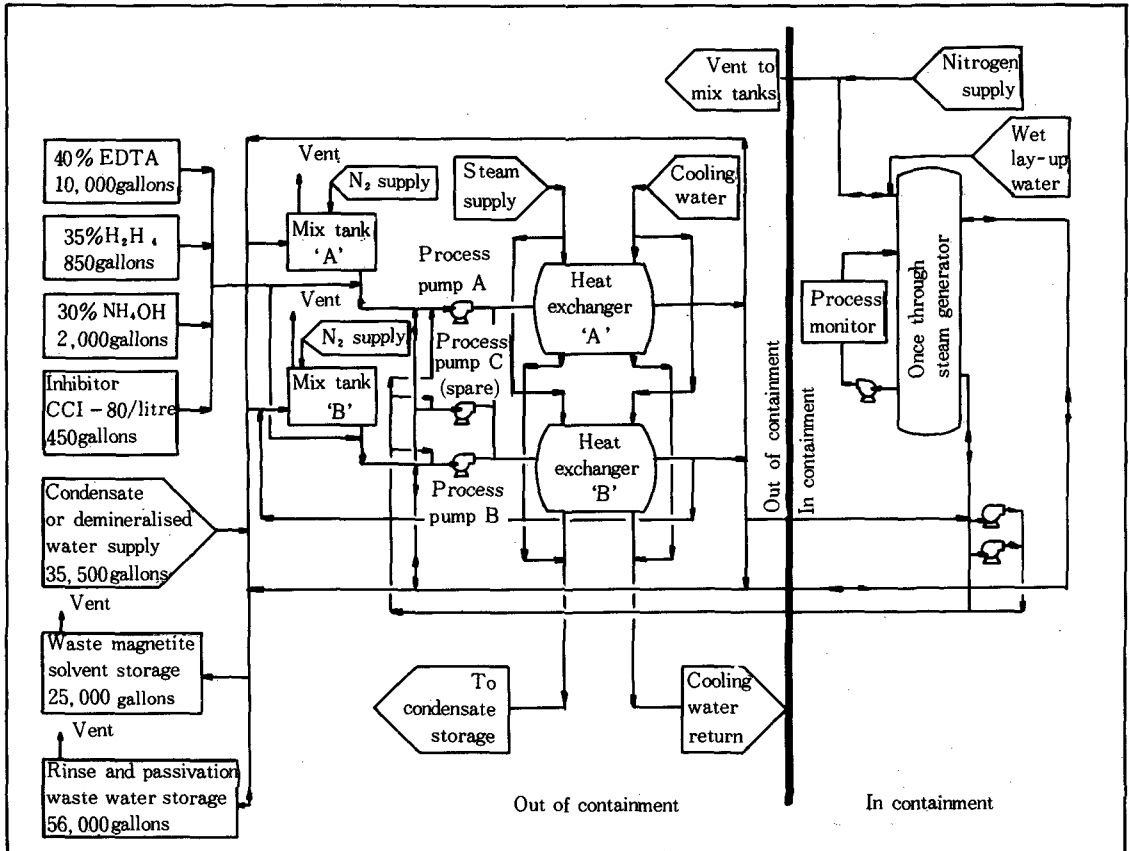 Vent to
mix tanks
Nitrogen
supply
Wet
lay-up
water
40% EDTA
10,000gallons
35%H₂H₄
850gallons
30% NH₄OH
2,000gallons
Inhibitor
CCI-80/litre
450gallons
Condensate
or demineralised
water supply
35,500gallons
Vent
Waste magnetite
solvent storage
25,000 gallons
Vent
Rinse and passivation
waste water storage
56,000gallons
Vent
N₂ supply
Mix tank
'A'
Vent
N₂ supply
Mix tank
'B'
Steam
supply
Cooling
water
Process
pump A
Process
pump C
(spare)
Process
pump B
Heat
exchanger
'A'
Heat
exchanger
'B'
To
condensate
storage
Cooling
water
return
Out of containment
In containment
Process
monitor
Once through
steam generator
Out of containment
In containment